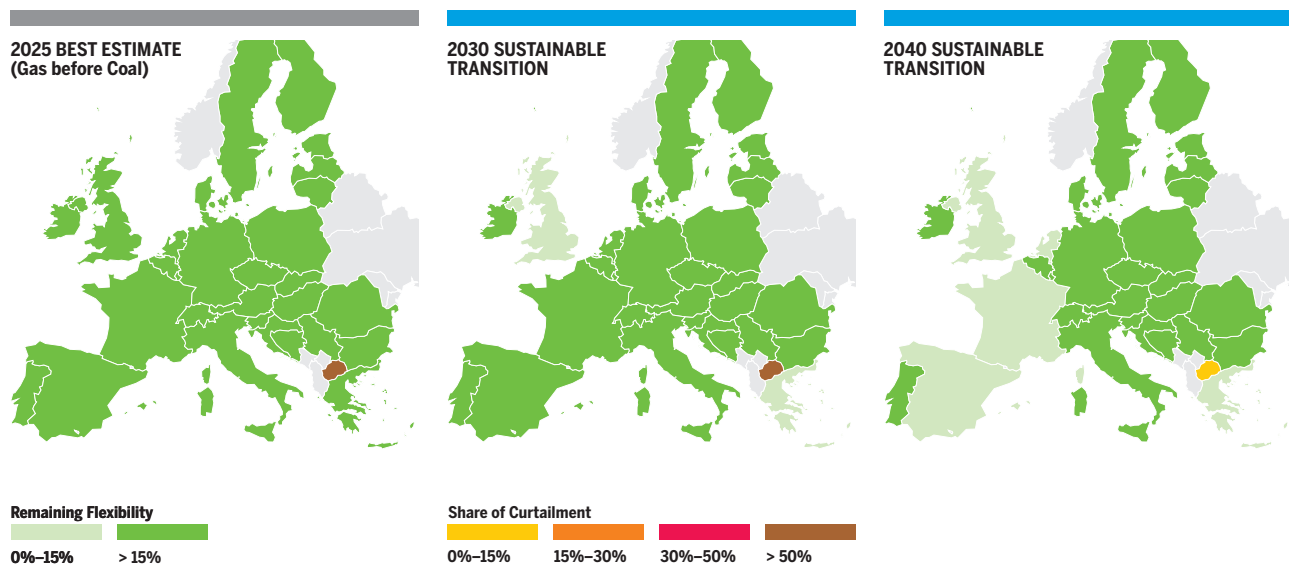 2025 BEST ESTIMATE
(Gas before Coal)
2030 SUSTAINABLE
TRANSITION
2040 SUSTAINABLE
TRANSITION
Remaining Flexibility
0%–15%
> 15%
Share of Curtailment
0%–15%
15%–30%
30%–50%
> 50%